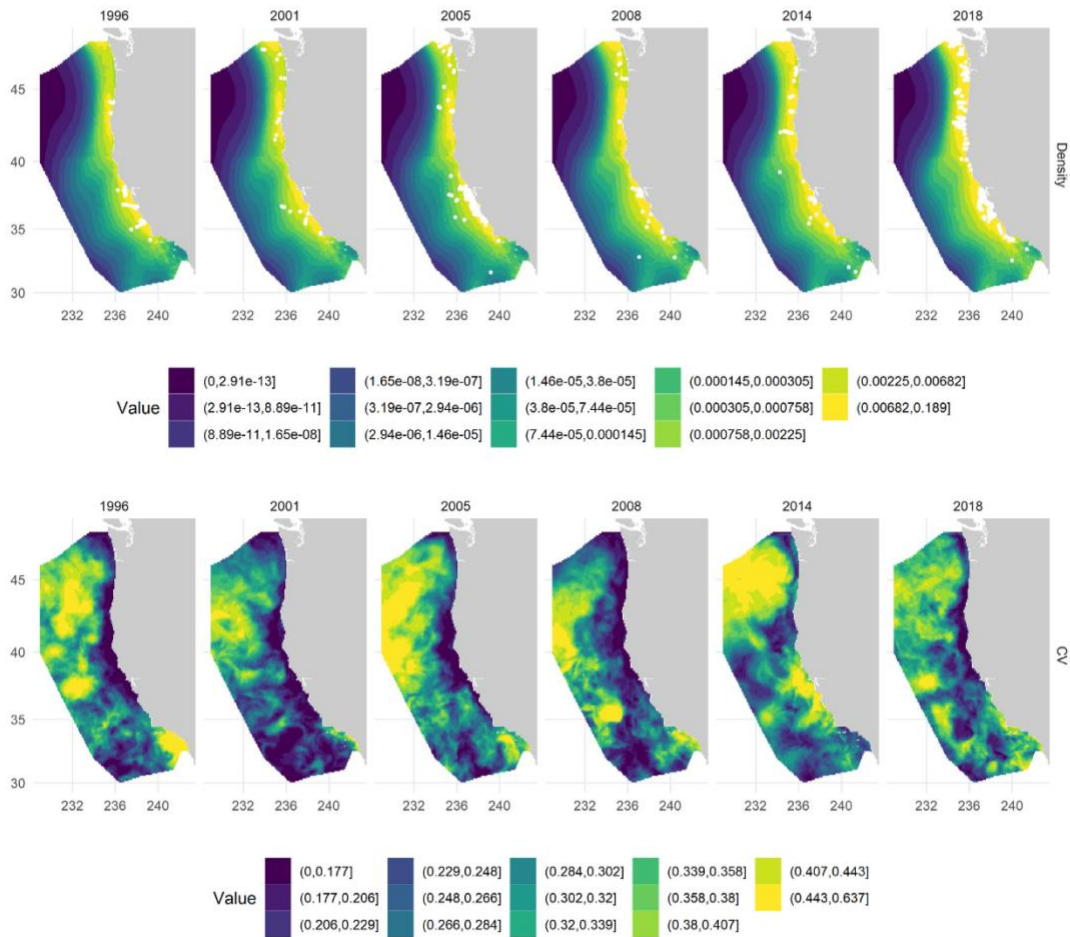 1996 2001 2005 2008 2014 2018
45
40
35
30
Density
232 236 240 232 236 240 232 236 240 232 236 240 232 236 240 232 236 240
Value
(0,2.91e-13] (1.65e-08,3.19e-07] (1.46e-05,3.8e-05] (0.000145,0.000305] (0.00225,0.00682]
(2.91e-13,8.89e-11] (3.19e-07,2.94e-06] (3.8e-05,7.44e-05] (0.000305,0.000758] (0.00682,0.189]
(8.89e-11,1.65e-08] (2.94e-06,1.46e-05] (7.44e-05,0.000145] (0.000758,0.00225]
1996 2001 2005 2008 2014 2018
45
40
35
30
CV
232 236 240 232 236 240 232 236 240 232 236 240 232 236 240 232 236 240
Value
(0,0.177] (0.229,0.248] (0.284,0.302] (0.339,0.358] (0.407,0.443]
(0.177,0.206] (0.248,0.266] (0.302,0.32] (0.358,0.38] (0.443,0.637]
(0.206,0.229] (0.266,0.284] (0.32,0.339] (0.38,0.407]